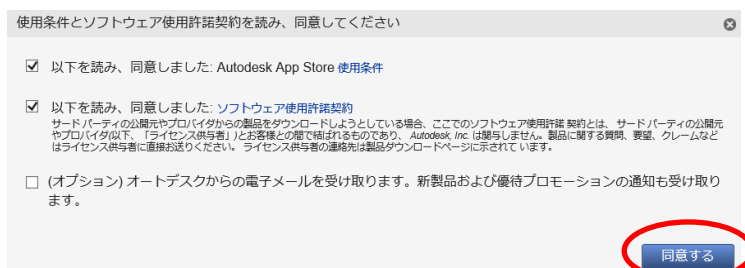 使用条件とソフトウェア使用許諾契約を読み、同意してください
以下を読み、同意しました: Autodesk App Store 使用条件
以下を読み、同意しました: ソフトウェア使用許諾契約
サード パーティの公開元やプロバイダからの製品をダウンロードしようとしている場合、ここでのソフトウェア使用許諾 契約とは、 サード パーティの公開元
やプロバイダ(以下、「ライセンス供与者」)とお客様との間で結ばれるものであり、 Autodesk, Inc. は関与しません。製品に関する質問、要望、クレームなど
はライセンス供与者に直接お送りください。 ライセンス供与者の連絡先は製品ダウンロードページに示されて います。
(オプション) オートデスクからの電子メールを受け取ります。新製品および優待プロモーションの通知も受け取り
ます。
同意する